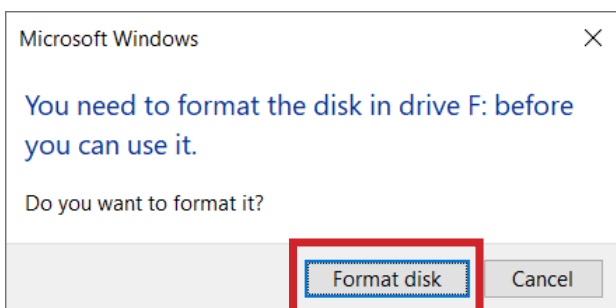 Microsoft Windows
You need to format the disk in drive F: before
you can use it.
Do you want to format it?
Format disk
Cancel